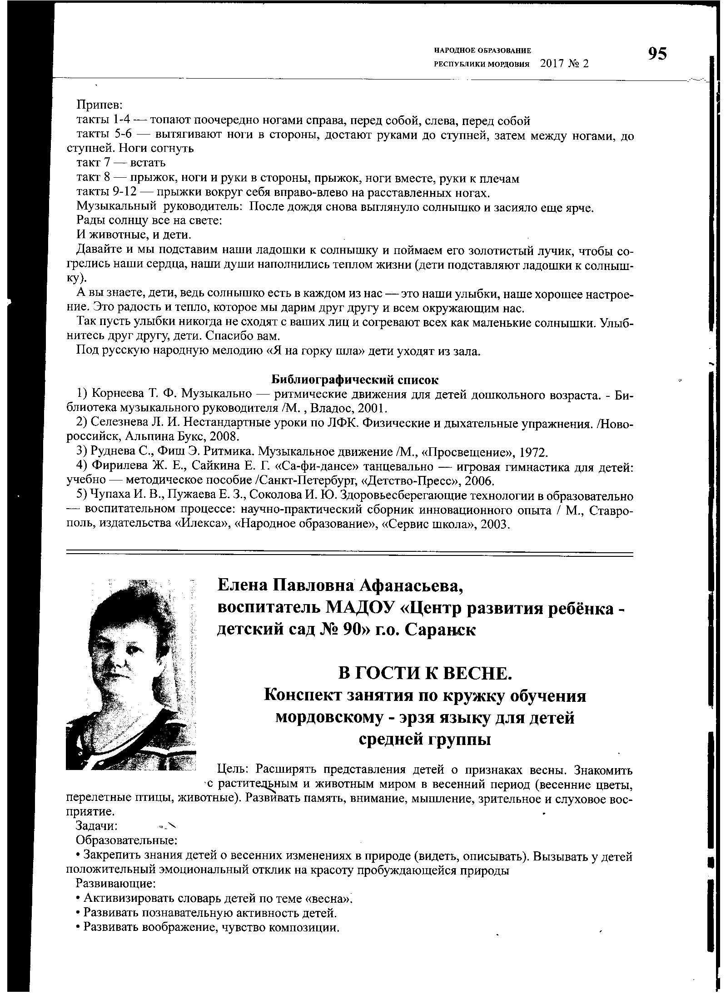 НАРОДНОЕ ОБРАЗОВАНИЕ
РЕСПУБЛИКИ МОРДОВИЯ 2017 № 2
95
Припев:
такты 1-4 — топают поочередно ногами справа, перед собой, слева, перед собой
такты 5-6 — вытягивают ноги в стороны, достают руками до ступней, затем между ногами, до
ступней. Ноги согнуть
такт 7 — встать
такт 8 — прыжок, ноги и руки в стороны, прыжок, ноги вместе, руки к плечам
такты 9-12 — прыжки вокруг себя вправо-влево на расставленных ногах.
Музыкальный руководитель: После дождя снова выглянуло солнышко и засияло еще ярче.
Рады солнцу все на свете:
И животные, и дети.
Давайте и мы подставим наши ладошки к солнышку и поймаем его золотистый лучик, чтобы со-
грелись наши сердца, наши души наполнились теплом жизни (дети подставляют ладошки к солныш-
ку).
А вы знаете, дети, ведь солнышко есть в каждом из нас — это наши улыбки, наше хорошее настрое-
ние. Это радость и тепло, которое мы дарим друг другу и всем окружающим нас.
Так пусть улыбки никогда не сходят с ваших лиц и согревают всех как маленькие солнышки. Улыб-
нитесь друг другу, дети. Спасибо вам.
Под русскую народную мелодию «Я на горку шла» дети уходят из зала.
Библиографический список
1) Корнеева Т. Ф. Музыкально — ритмические движения для детей дошкольного возраста. - Би-
блиотека музыкального руководителя /М. , Владос, 2001.
2) Селезнева Л. И. Нестандартные уроки по ЛФК. Физические и дыхательные упражнения. /Ново-
российск, Альпина Букс, 2008.
3) Руднева С., Фиш Э. Ритмика. Музыкальное движение /М., «Просвещение», 1972.
4) Фирилева Ж. Е., Сайкина Е. Г. «Са-фи-дансе» танцевально — игровая гимнастика для детей:
учебно — методическое пособие /Санкт-Петербург, «Детство-Пресс», 2006.
5) Чупаха И. В., Пужаева Е. З., Соколова И. Ю. Здоровьесберегающие технологии в образовательно
— воспитательном процессе: научно-практический сборник инновационного опыта / М., Ставро-
поль, издательства «Илекса», «Народное образование», «Сервис школа», 2003.
Елена Павловна Афанасьева,
воспитатель МАДОУ «Центр развития ребёнка -
детский сад № 90» г.о. Саранск
В ГОСТИ К ВЕСНЕ.
Конспект занятия по кружку обучения
мордовскому - эрзя языку для детей
средней группы
Цель: Расширять представления детей о признаках весны. Знакомить
с растительным и животным миром в весенний период (весенние цветы,
перелетные птицы, животные). Развивать память, внимание, мышление, зрительное и слуховое вос-
приятие.
Задачи:
Образовательные:
• Закрепить знания детей о весенних изменениях в природе (видеть, описывать). Вызывать у детей
положительный эмоциональный отклик на красоту пробуждающейся природы
Развивающие:
• Активизировать словарь детей по теме «весна».
• Развивать познавательную активность детей.
• Развивать воображение, чувство композиции.